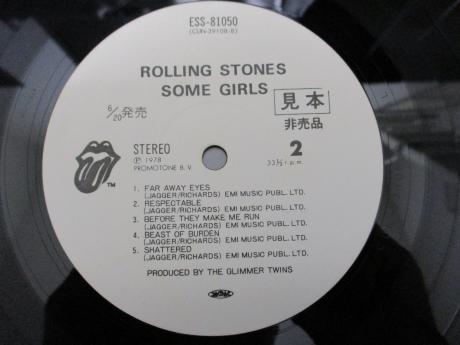 ESS-81050
ROLLING STONES
SOME GIRLS
6/20発売
見本
非売品
STEREO
Ⓟ 1978
PROMOTONE B.V.
2
33⅓ r.p.m.
TM
1. FAR AWAY EYES
(JAGGER/RICHARDS) EMI MUSIC PUBL. LTD.
2. RESPECTABLE
(JAGGER/RICHARDS) EMI MUSIC PUBL. LTD.
3. BEFORE THEY MAKE ME RUN
(JAGGER/RICHARDS) EMI MUSIC PUBL. LTD.
4. BEAST OF BURDEN
(JAGGER/RICHARDS) EMI MUSIC PUBL. LTD.
5. SHATTERED
(JAGGER/RICHARDS) EMI MUSIC PUBL. LTD.
PRODUCED BY THE GLIMMER TWINS